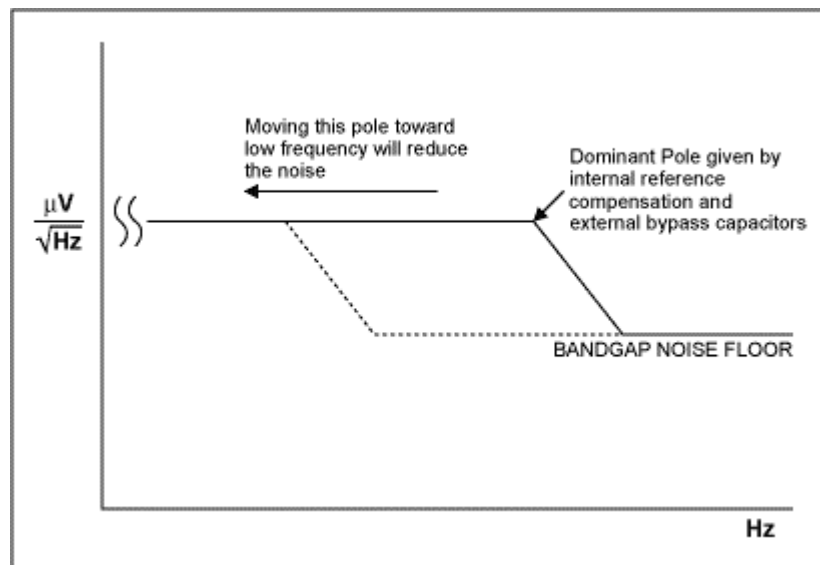 Moving this pole toward
low frequency will reduce
the noise
Dominant Pole given by
internal reference
compensation and
external bypass capacitors
μV
√Hz
BANDGAP NOISE FLOOR
Hz